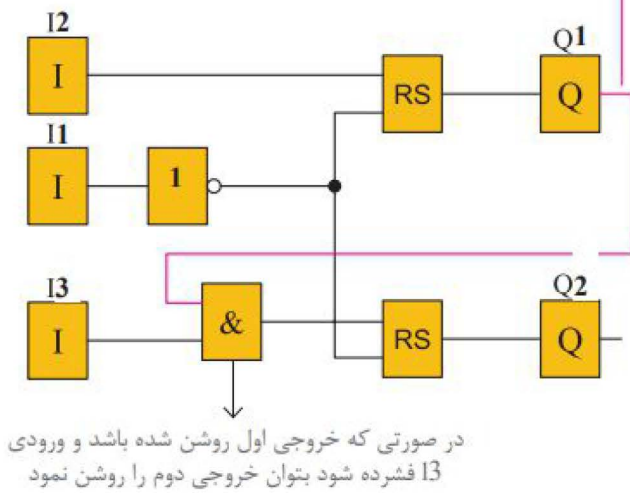 I2
Q1
I
RS
Q
I1
I
1
I3
Q2
I
&
RS
Q
در صورتی که خروجی اول روشن شده باشد و ورودی
I3 فشرده شود بتوان خروجی دوم را روشن نمود